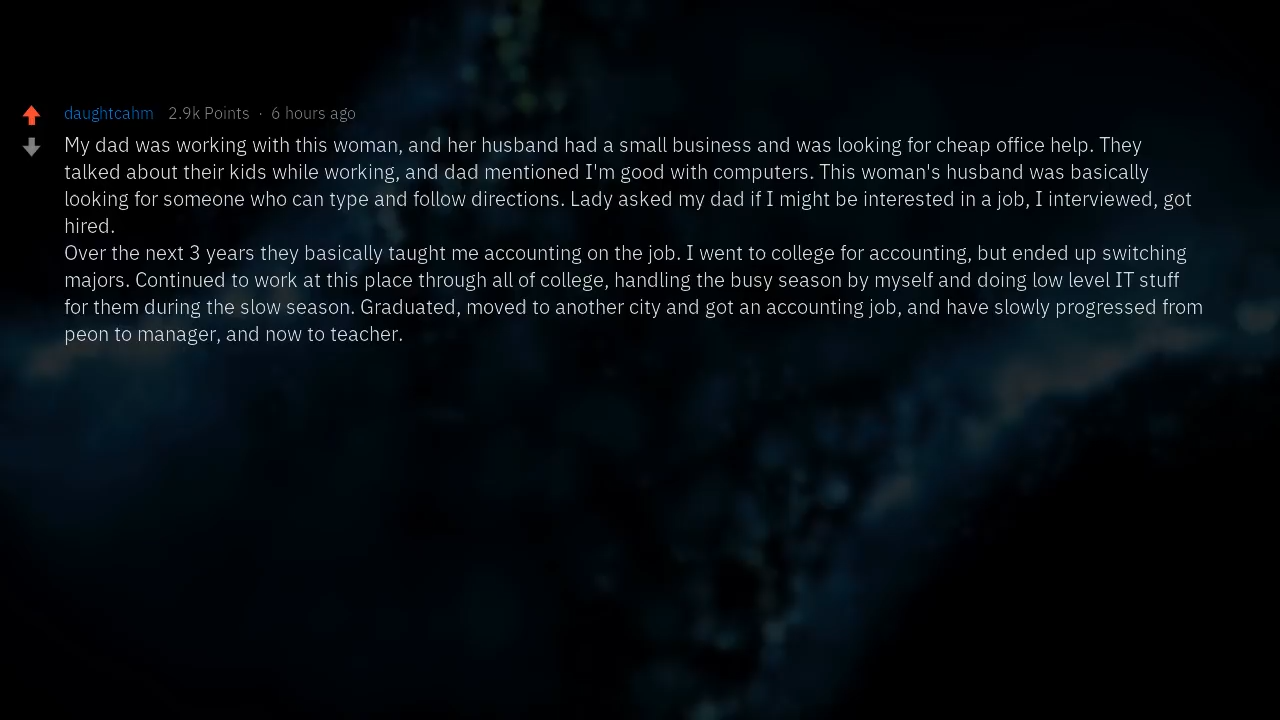 daughtcahm 2.9k Points · 6 hours ago
My dad was working with this woman, and her husband had a small business and was looking for cheap office help. They
talked about their kids while working, and dad mentioned I'm good with computers. This woman's husband was basically
looking for someone who can type and follow directions. Lady asked my dad if I might be interested in a job, I interviewed, got
hired.
Over the next 3 years they basically taught me accounting on the job. I went to college for accounting, but ended up switching
majors. Continued to work at this place through all of college, handling the busy season by myself and doing low level IT stuff
for them during the slow season. Graduated, moved to another city and got an accounting job, and have slowly progressed from
peon to manager, and now to teacher.